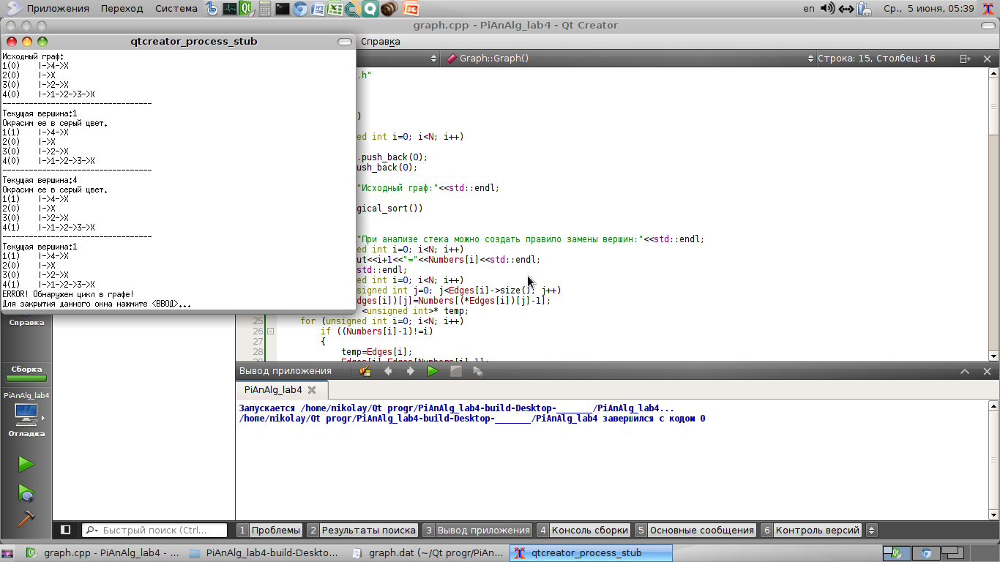 Приложения Переход Система en Ср., 5 июня, 05:39
graph.cpp - PiAnAlg_lab4 - Qt Creator
qtcreator_process_stub
Справка
Graph::Graph() Строка: 15, Столбец: 16
Исходный граф:
1(0) |->4->X
2(0) |->X
3(0) |->2->X
4(0) |->1->2->3->X
----------------------------------
Текущая вершина:1
Окрасим ее в серый цвет.
1(1) |->4->X
2(0) |->X
3(0) |->2->X
4(0) |->1->2->3->X
----------------------------------
Текущая вершина:4
Окрасим ее в серый цвет.
1(1) |->4->X
2(0) |->X
3(0) |->2->X
4(1) |->1->2->3->X
----------------------------------
Текущая вершина:1
1(1) |->4->X
2(0) |->X
3(0) |->2->X
4(1) |->1->2->3->X
ERROR! Обнаружен цикл в графе!
Для закрытия данного окна нажмите <ВВОД>...
.h"
)
ed int i=0; i<N; i++)
.push_back(0);
ush_back(0);
"Исходный граф:"<<std::endl;
gical_sort())
"При анализе стека можно создать правило замены вершин:"<<std::endl;
ed int i=0; i<N; i++)
ut<<i+1<<"="<<Numbers[i]<<std::endl;
std::endl;
ed int i=0; i<N; i++)
signed int j=0; j<Edges[i]->size(); j++)
Edges[i])[j]=Numbers[(*Edges[i])[j]-1];
<unsigned int>* temp;
25 for (unsigned int i=0; i<N; i++)
26 if ((Numbers[i]-1)!=i)
27 {
28 temp=Edges[i];
Справка
Сборка
PiAnAlg_lab4
Отладка
Вывод приложения
PiAnAlg_lab4
Запускается /home/nikolay/Qt progr/PiAnAlg_lab4-build-Desktop-_______/PiAnAlg_lab4...
/home/nikolay/Qt progr/PiAnAlg_lab4-build-Desktop-_______/PiAnAlg_lab4 завершился с кодом 0
Быстрый поиск (Ctrl... 1 Проблемы 2 Результаты поиска 3 Вывод приложения 4 Консоль сборки 5 Основные сообщения 6 Контроль версий
graph.cpp - PiAnAlg_lab4 - ... PiAnAlg_lab4-build-Deskto... graph.dat (~/Qt progr/PiAn... qtcreator_process_stub